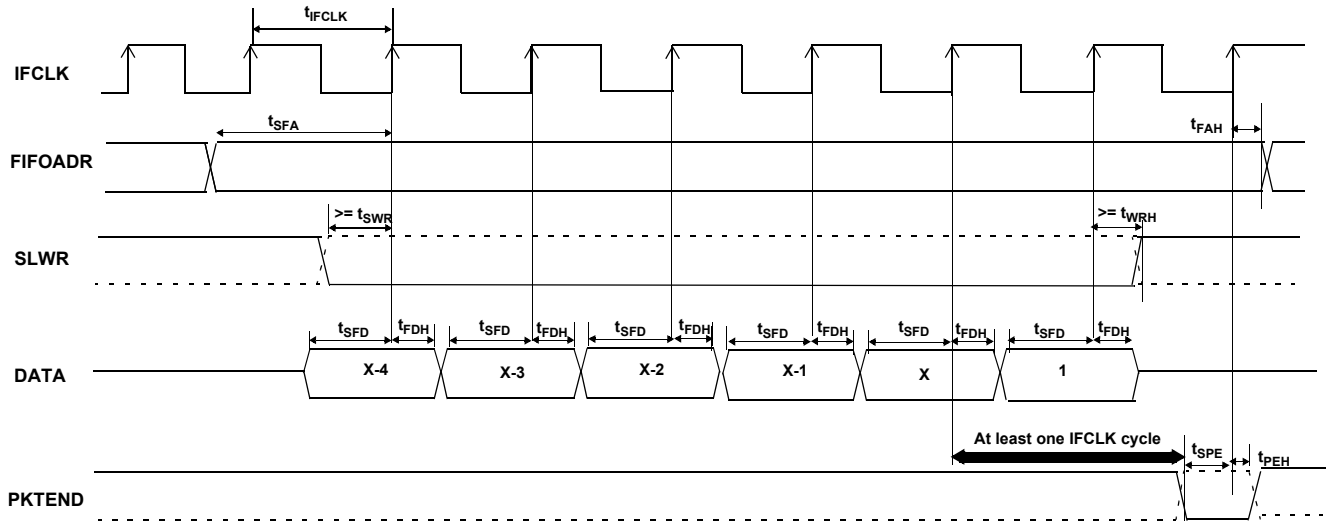 tIFCLK
IFCLK
tSFA
tFAH
FIFOADR
>= tSWR
>= tWRH
SLWR
tSFD tFDH tSFD tFDH tSFD tFDH tSFD tFDH tSFD tFDH tSFD tFDH
DATA X-4 X-3 X-2 X-1 X 1
At least one IFCLK cycle
tSPE tPEH
PKTEND